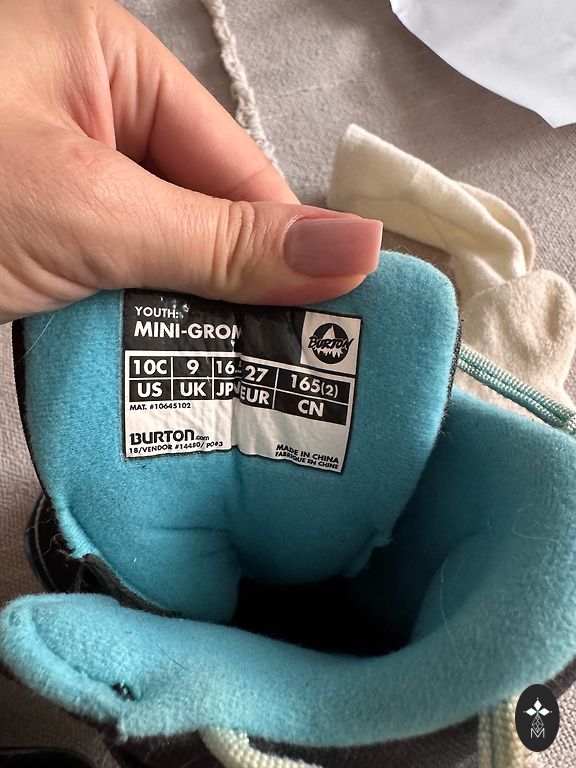 YOUTH:
MINI-GROM
BURTON
10C 9 16. 27 165(2)
US UK JPN EUR CN
MAT. #10645102
BURTON.com
18/VENDOR #14480/ PO#3
MADE IN CHINA
FABRIQUÉ EN CHINE
M